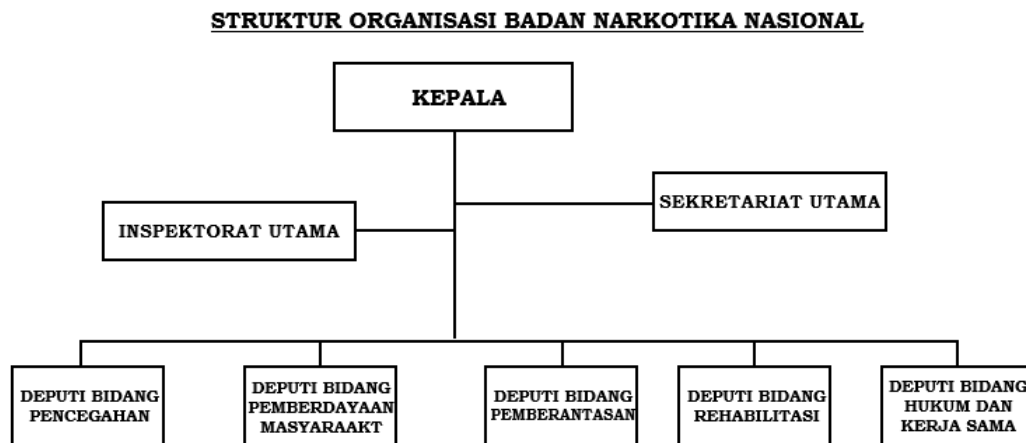 STRUKTUR ORGANISASI BADAN NARKOTIKA NASIONAL
KEPALA
SEKRETARIAT UTAMA
INSPEKTORAT UTAMA
DEPUTI BIDANG
PENCEGAHAN
DEPUTI BIDANG
PEMBERDAYAAN
MASYARAAKT
DEPUTI BIDANG
PEMBERANTASAN
DEPUTI BIDANG
REHABILITASI
DEPUTI BIDANG
HUKUM DAN
KERJA SAMA